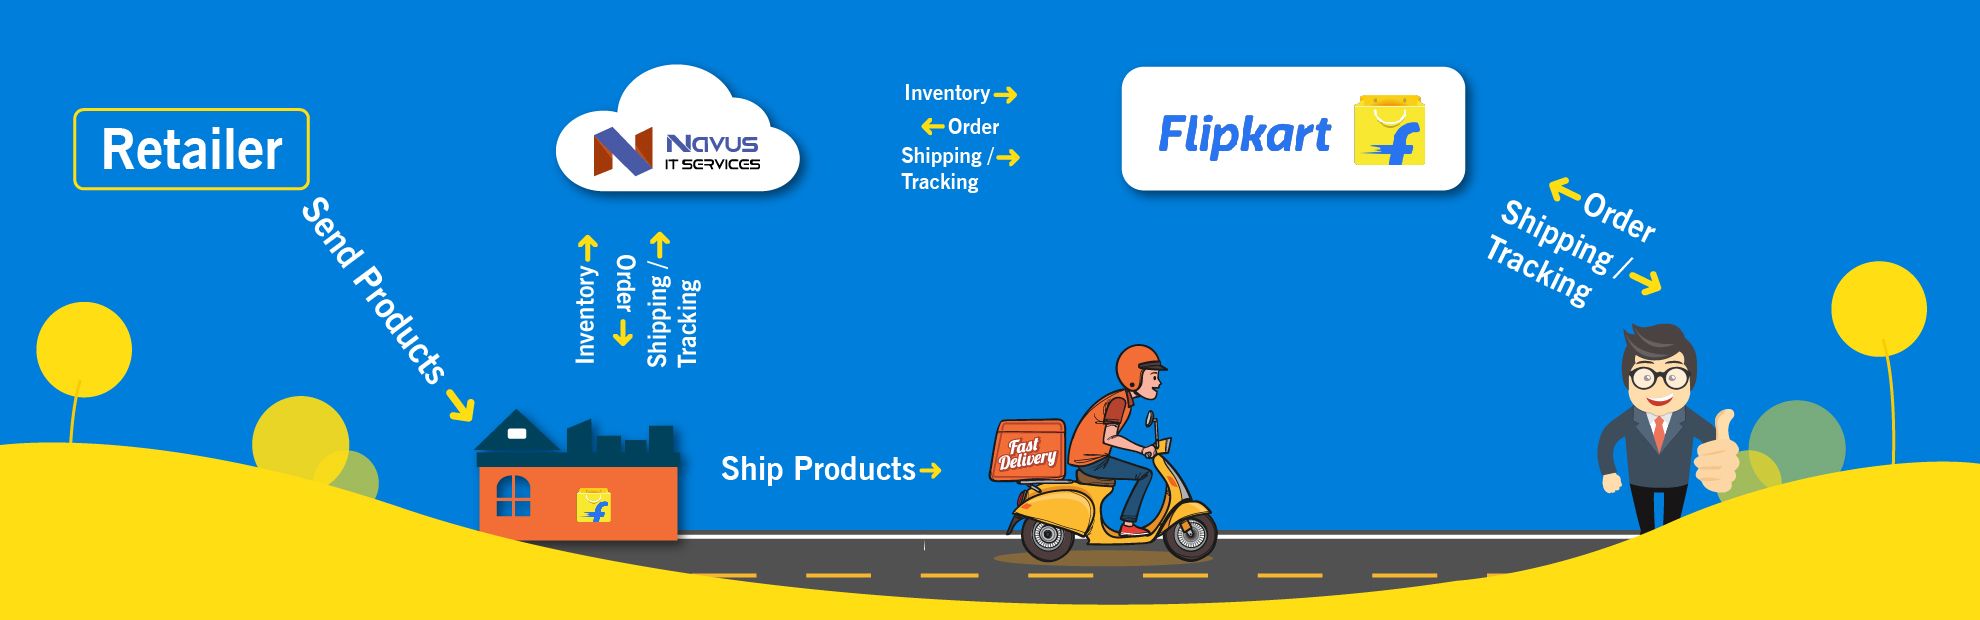 Retailer
Send Products
Navus
IT SERVICES
Inventory
Order
Shipping /
Tracking
Inventory
Order
Shipping /
Tracking
Flipkart
Order
Shipping /
Tracking
Ship Products
Fast
Delivery